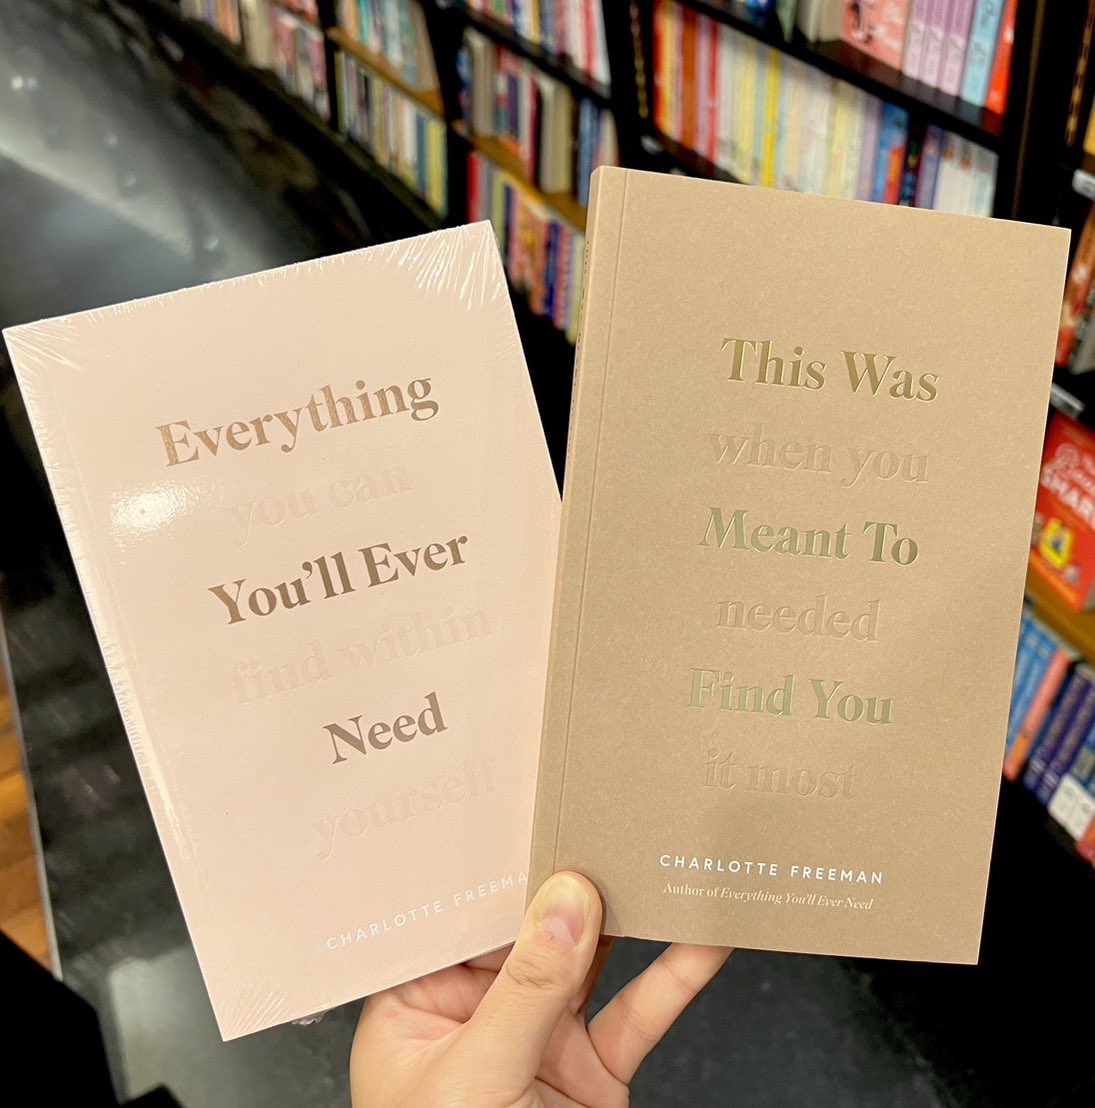 Everything
you can
You'll Ever
find within
Need
yourself
CHARLOTTE FREEMA
This Was
when you
Meant To
needed
Find You
it most
CHARLOTTE FREEMAN
Author of Everything You'll Ever Need